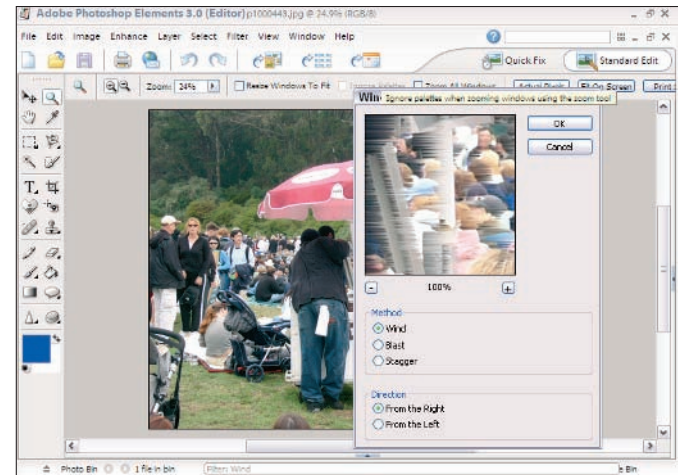 Adobe Photoshop Elements 3.0 (Editor) p1000443.jpg @ 24.9% (RGB/8)
File Edit Image Enhance Layer Select Filter View Window Help
Quick Fix
Standard Edit
Zoom: 24%
Resize Windows To Fit
Zoom All Windows
Actual Pixels
Fit On Screen
Print
Win
Ignore palettes when zooming windows using the zoom tool
OK
Cancel
100%
Method
Wind
Blast
Stagger
Direction
From the Right
From the Left
Photo Bin
1 file in bin
Filter: Wind
e Bin